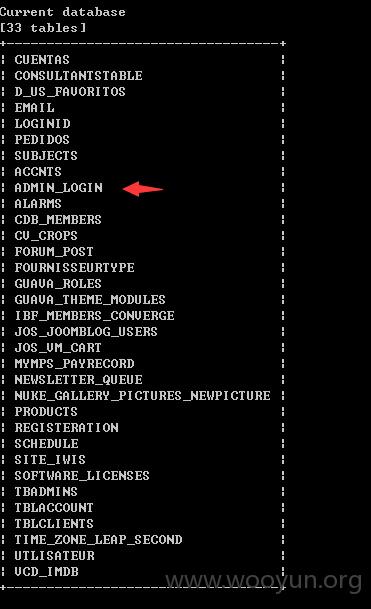 Current database
[33 tables]
CUENTAS
CONSULTANTSTABLE
D_US_FAVORITOS
EMAIL
LOGINID
PEDIDOS
SUBJECTS
ACCNTS
ADMIN_LOGIN
ALARMS
CDB_MEMBERS
CV_CROPS
FORUM_POST
FOURNISSEURTYPE
GUAVA_ROLES
GUAVA_THEME_MODULES
IBF_MEMBERS_CONVERGE
JOS_JOOMBLOG_USERS
JOS_VM_CART
MYMPS_PAYRECORD
NEWSLETTER_QUEUE
NUKE_GALLERY_PICTURES_NEWPICTURE
PRODUCTS
REGISTERATION
SCHEDULE
SITE_IWIS
SOFTWARE_LICENSES
TBADMINS
TBLACCOUNT
TBLCLIENTS
TIME_ZONE_LEAP_SECOND
UTLISATEUR
VCD_IMDB
www.wooyun.org